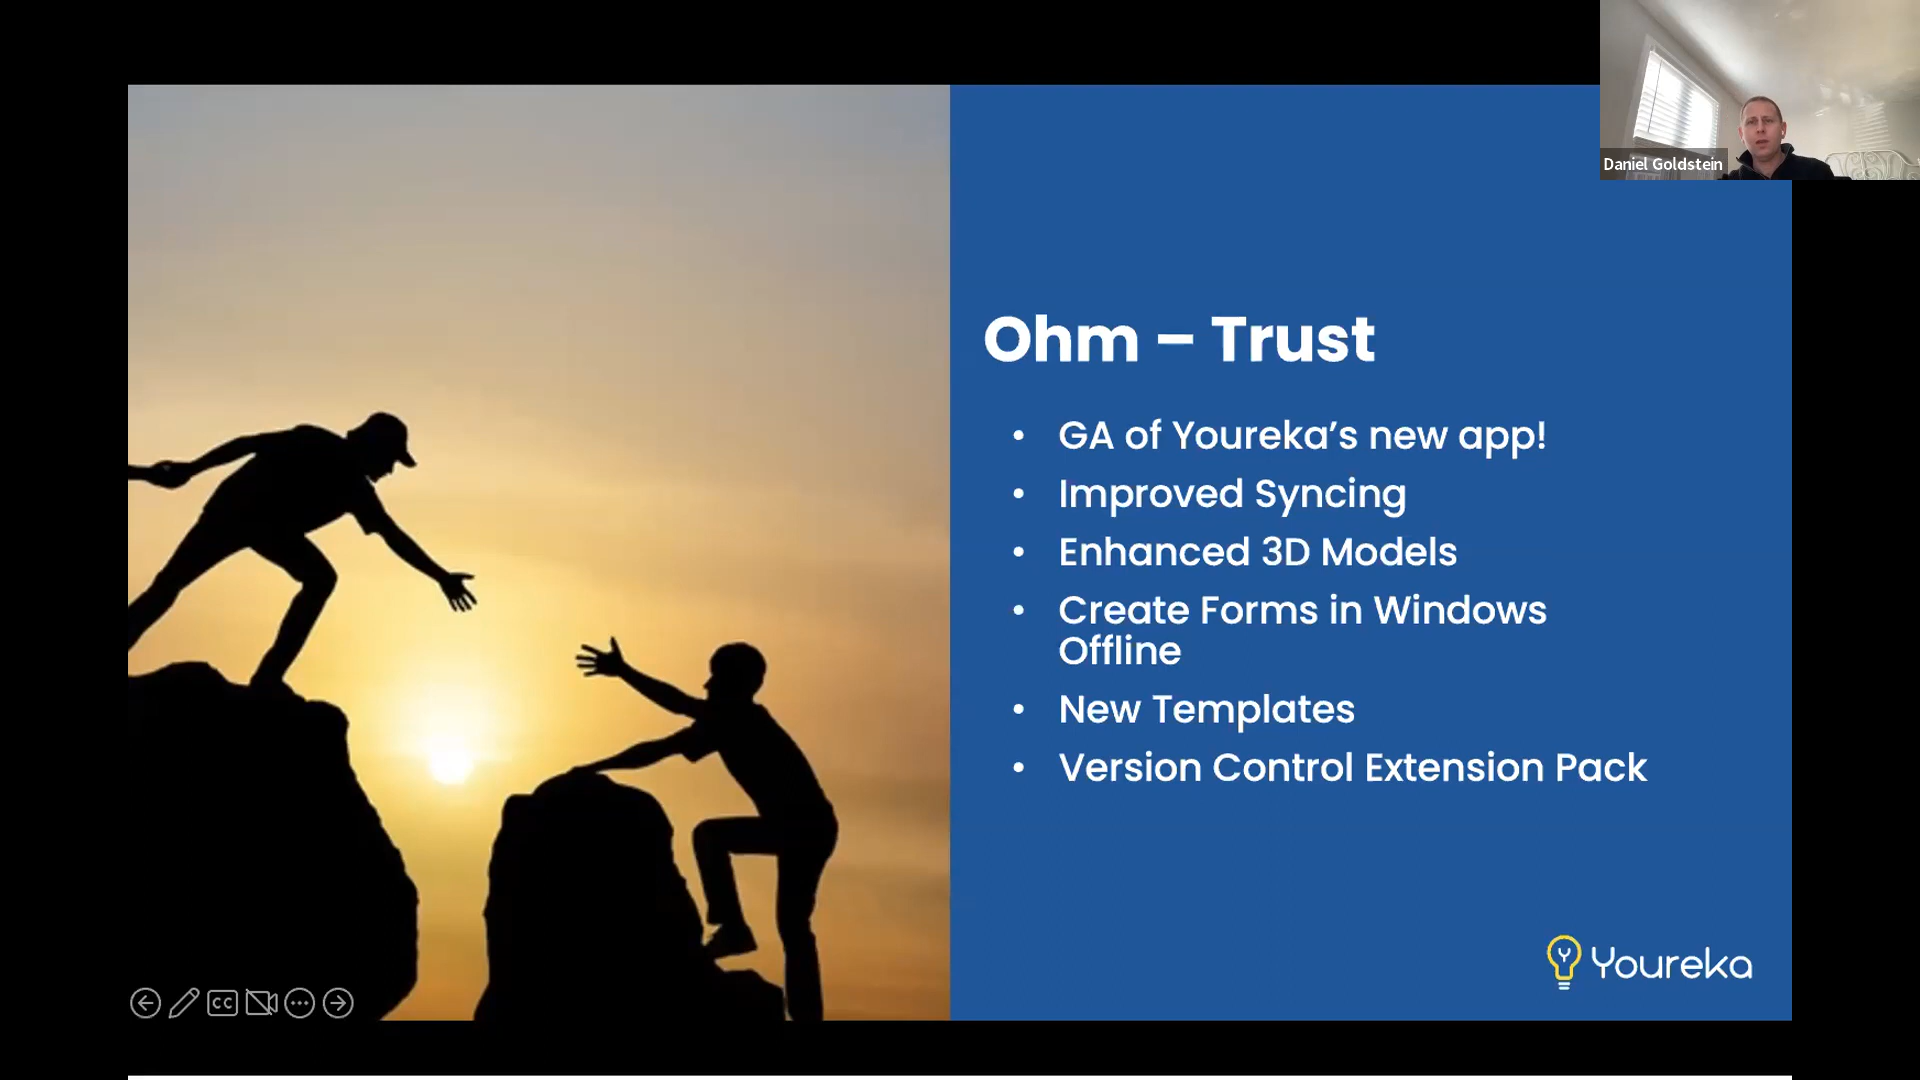 Daniel Goldstein
Ohm – Trust
• GA of Youreka’s new app!
• Improved Syncing
• Enhanced 3D Models
• Create Forms in Windows
Offline
• New Templates
• Version Control Extension Pack
Youreka
CC